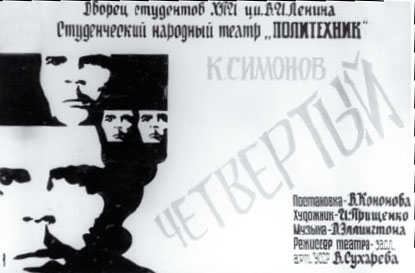 Дворец студентов ХПИ им. В.И. Ленина
Студенческий народный театр „ПОЛИТЕХНИК"
К. СИМОНОВ
ЧЕТВЕРТЫЙ
Постановка - В. Кононова
Художник - И. Прищенко
Музыка - Д. Эллингтона
Режиссер театра - засл.
арт. УССР В. Сухарева